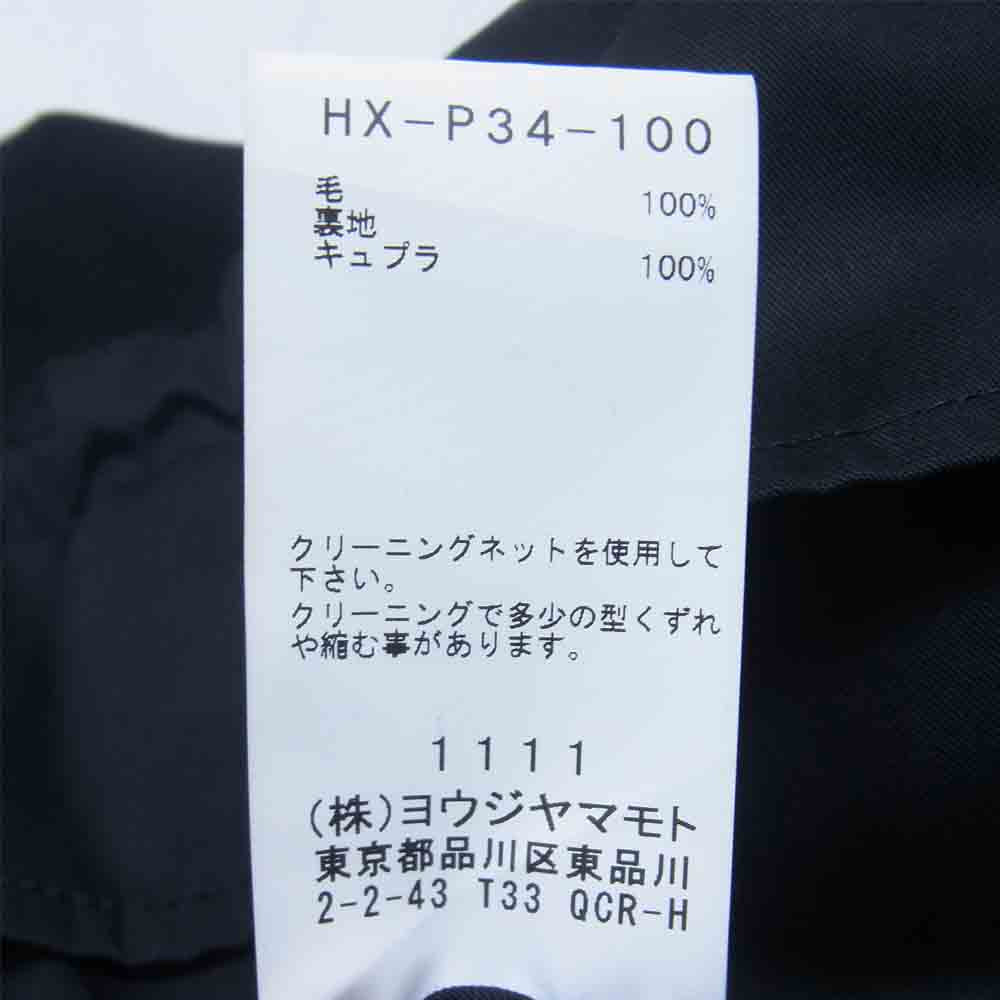 HX-P34-100
毛 100%
裏地
キュプラ 100%
クリーニングネットを使用して
下さい。
クリーニングで多少の型くずれ
や縮む事があります。
1111
(株)ヨウジヤマモト
東京都品川区東品川
2-2-43 T33 QCR-H